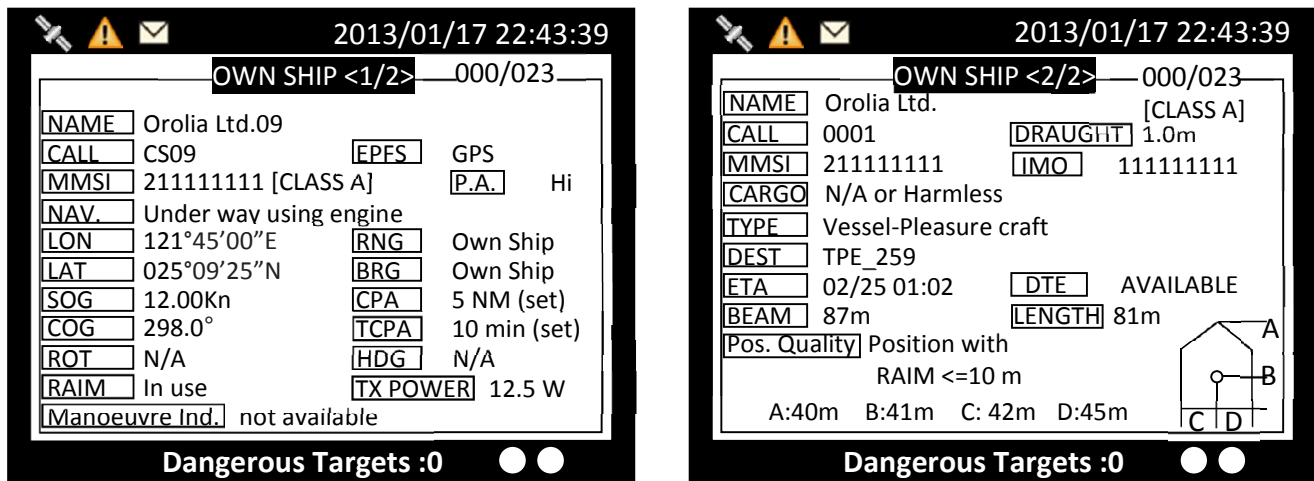 2013/01/17 22:43:39
OWN SHIP <1/2> 000/023
NAME Orolia Ltd.09
CALL CS09 EPFS GPS
MMSI 211111111 [CLASS A] P.A. Hi
NAV. Under way using engine
LON 121°45’00”E RNG Own Ship
LAT 025°09’25”N BRG Own Ship
SOG 12.00Kn CPA 5 NM (set)
COG 298.0° TCPA 10 min (set)
ROT N/A HDG N/A
RAIM In use TX POWER 12.5 W
Manoeuvre Ind. not available
Dangerous Targets :0
2013/01/17 22:43:39
OWN SHIP <2/2> 000/023
NAME Orolia Ltd. [CLASS A]
CALL 0001 DRAUGHT 1.0m
MMSI 211111111 IMO 111111111
CARGO N/A or Harmless
TYPE Vessel-Pleasure craft
DEST TPE_259
ETA 02/25 01:02 DTE AVAILABLE
BEAM 87m LENGTH 81m
Pos. Quality Position with
RAIM <=10 m
A:40m B:41m C: 42m D:45m
A
B
C D
Dangerous Targets :0